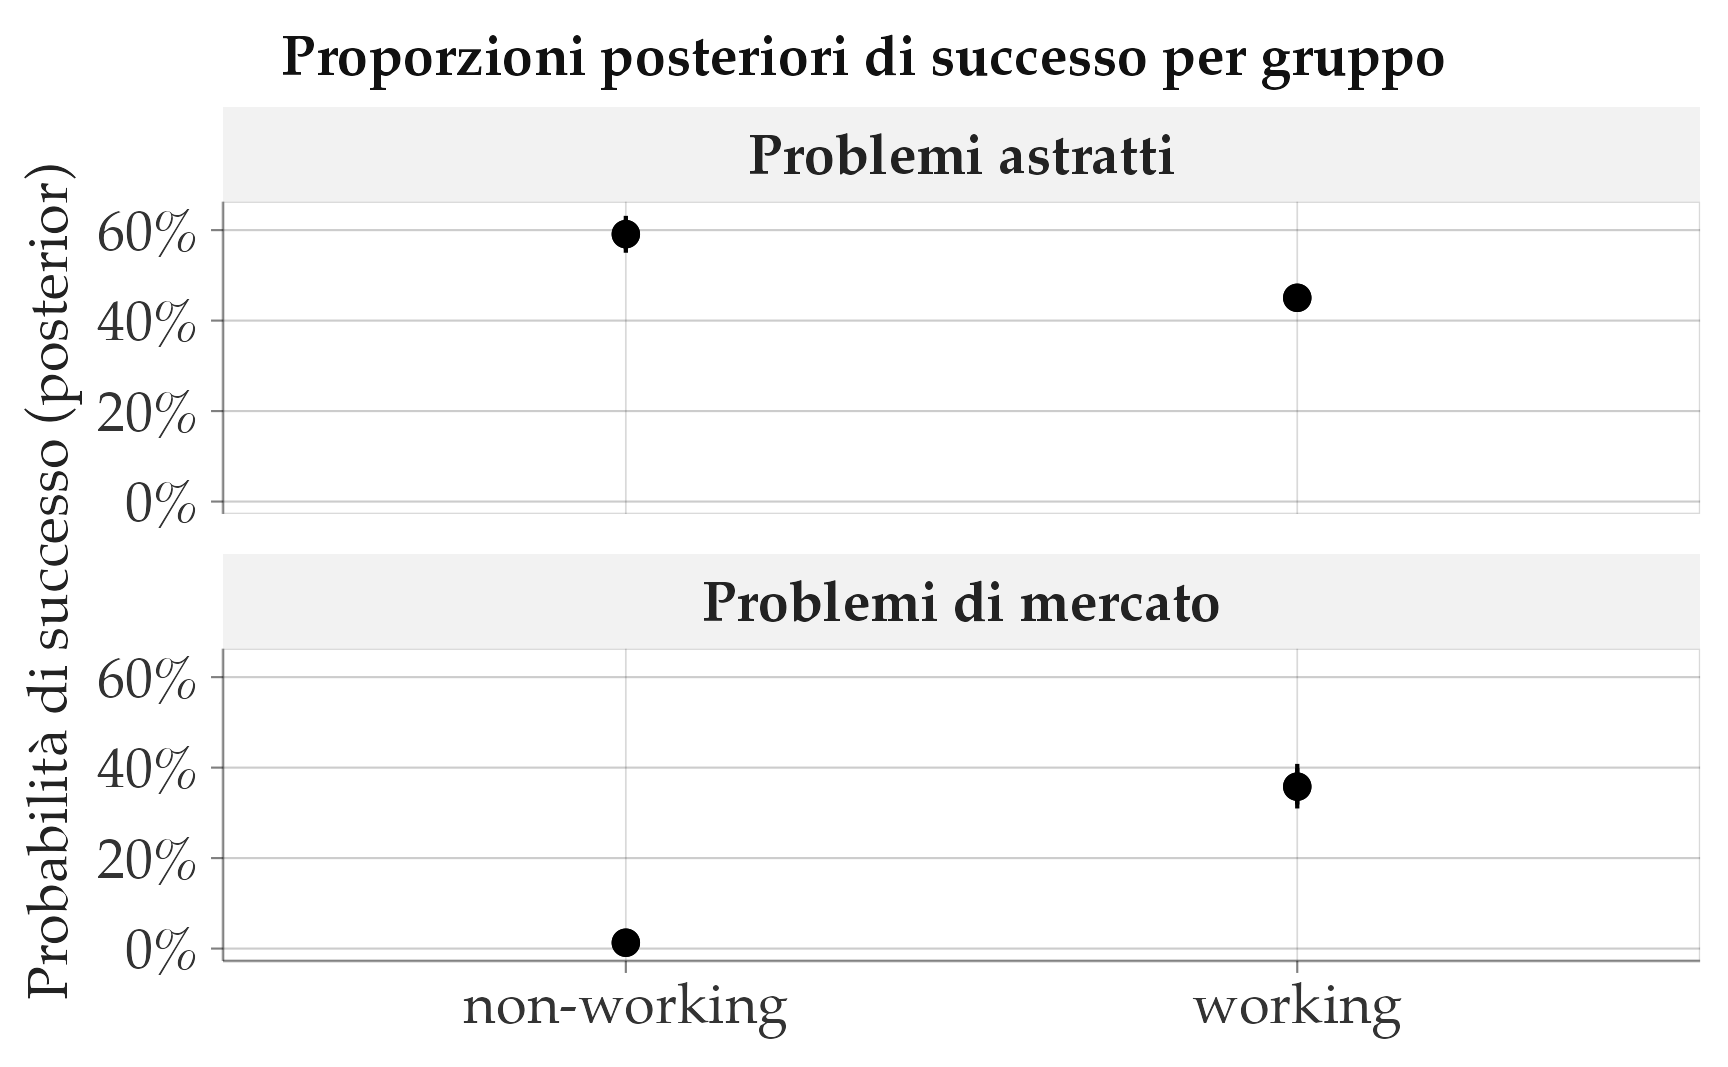 Proporzioni posteriori di successo per gruppo
Probabilità di successo (posterior)
Problemi astratti
60%
40%
20%
0%
Problemi di mercato
60%
40%
20%
0%
non-working
working